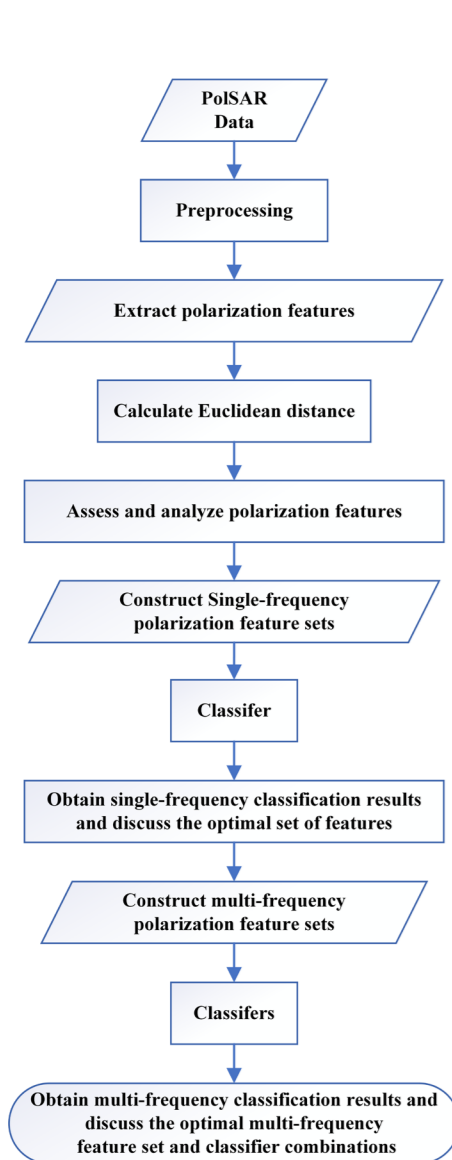 PolSAR
Data
Preprocessing
Extract polarization features
Calculate Euclidean distance
Assess and analyze polarization features
Construct Single-frequency
polarization feature sets
Classifer
Obtain single-frequency classification results
and discuss the optimal set of features
Construct multi-frequency
polarization feature sets
Classifers
Obtain multi-frequency classification results and
discuss the optimal multi-frequency
feature set and classifier combinations